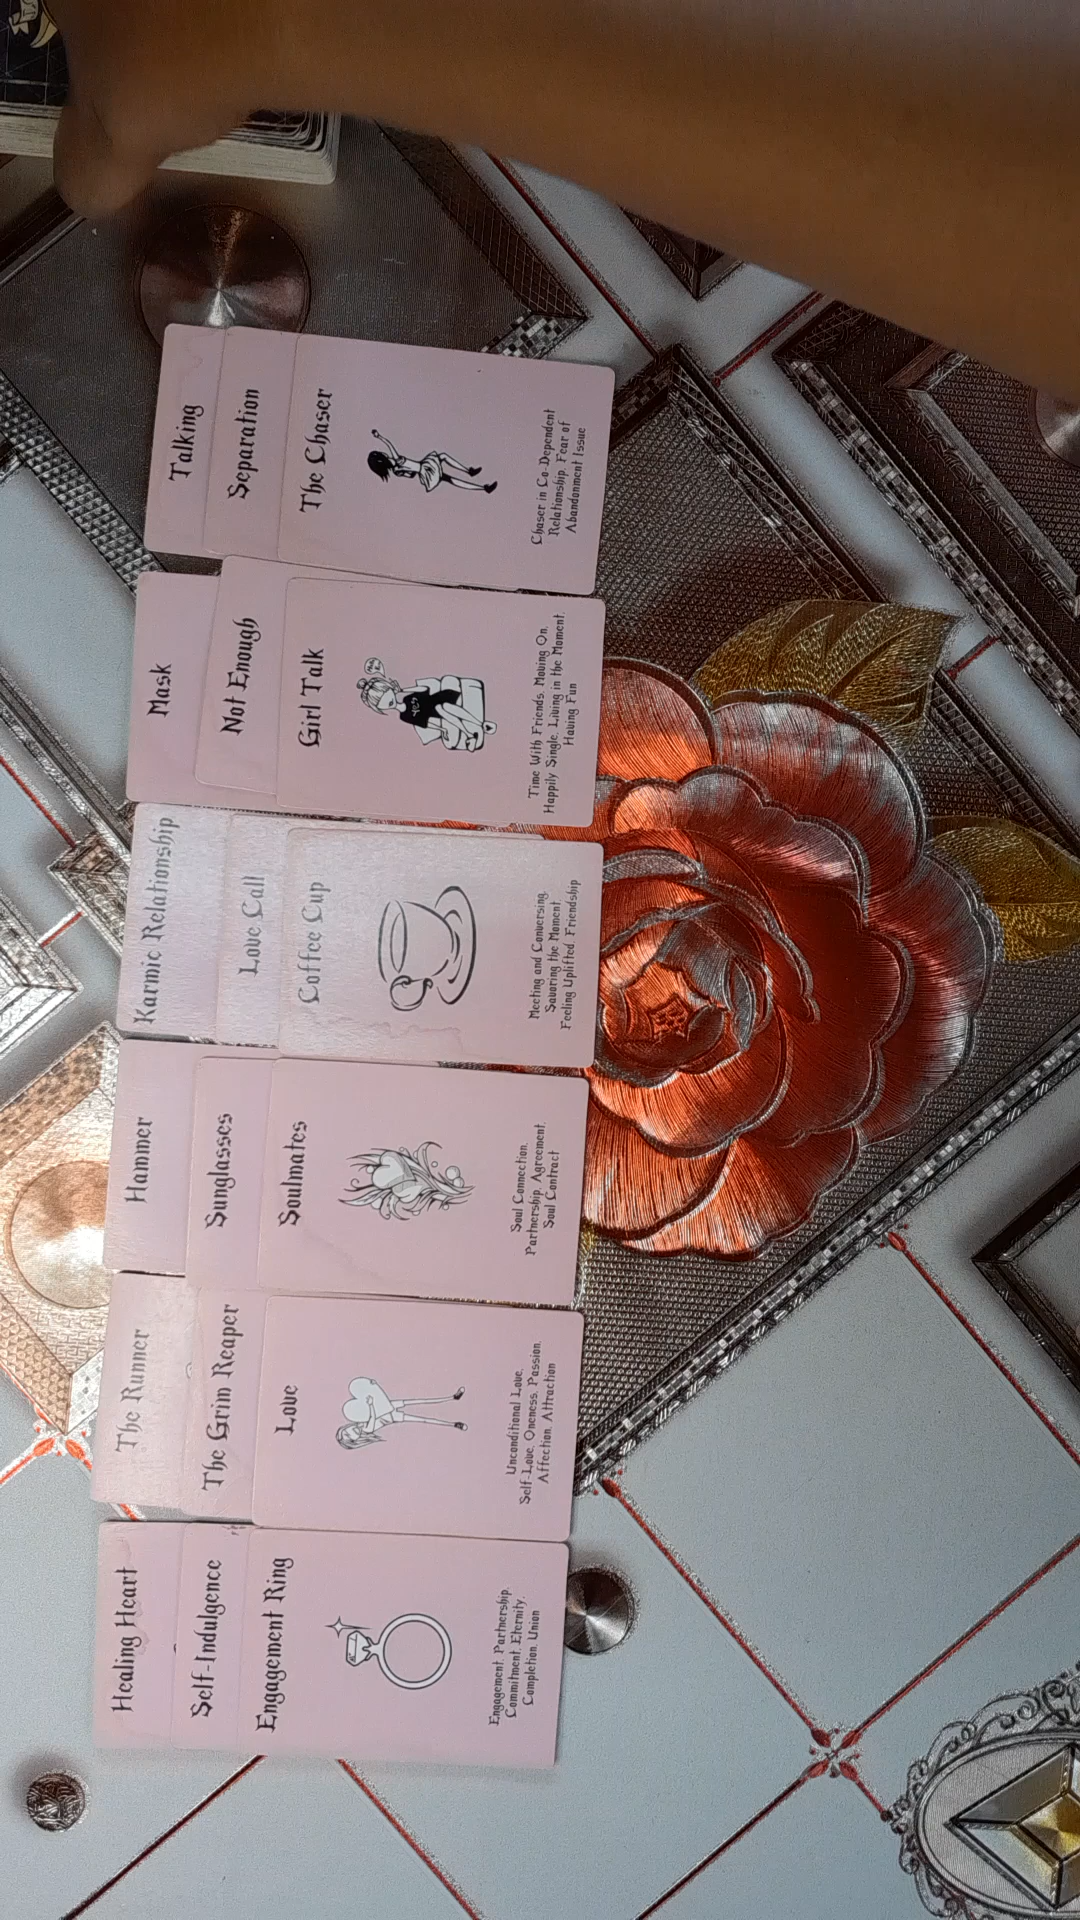 Healing Heart
Self-Indulgence
Engagement Ring
Engagement, Partnership,
Commitment, Eternity,
Completion, Union
The Runner
The Grim Reaper
Love
Unconditional Love,
Self-Love, Oneness, Passion,
Affection, Attraction
Hammer
Sunglasses
Soulmates
Soul Connection,
Partnership, Agreement,
Soul Contract
Karmic Relationship
Love Call
Coffee Cup
Meeting and Conversing,
Savoring the Moment,
Feeling Uplifted, Friendship
Mask
Not Enough
Girl Talk
Time With Friends, Moving On,
Happily Single, Living in the Moment,
Having Fun
Talking
Separation
The Chaser
Chaser in Co-Dependent
Relationship, Fear of
Abandonment Issue